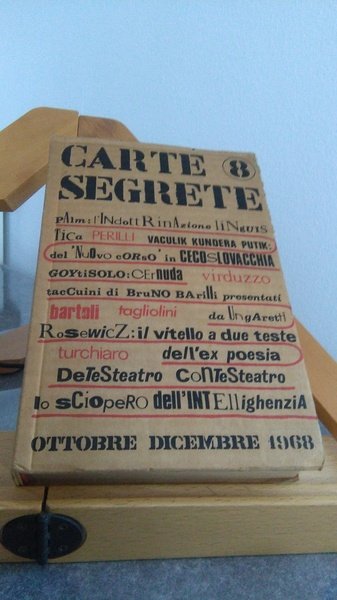 CARTE 8
SEGRETE
pAlm: l'iNdottRinAzione liNGUIS
TicA PERILLI VACULIK KUNDERA PUTIK:
del 'NUOVO cORSO' in CECOSLOVACCHIA
GOYtiSOLO: CERnuda virduzzo
tacCuini di BruNO BARilli presentati
bartoli tagliolini da UNgAretti
RoSeWicZ: il vitello a due teste
turchiaro dell'ex poesia
DeTeSteatro CoNTeSteatro
lo sCiopeRO dell'INTEllighenziA
OTTOBRE DICEMBRE 1968